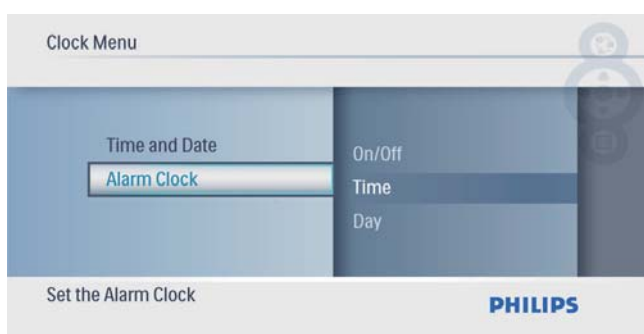 Clock Menu
Time and Date
Alarm Clock
On/Off
Time
Day
Set the Alarm Clock
PHILIPS